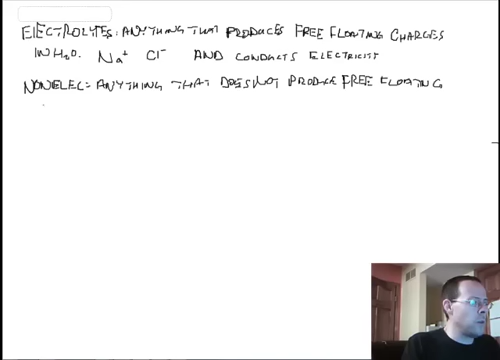 ELECTROLYTES: ANYTHING THAT PRODUCES FREE FLOATING CHARGES
IN H₂O. Na⁺ Cl⁻ AND CONDUCTS ELECTRICITY
NONELEC: ANYTHING THAT DOES NOT PRODUCE FREE FLOATING